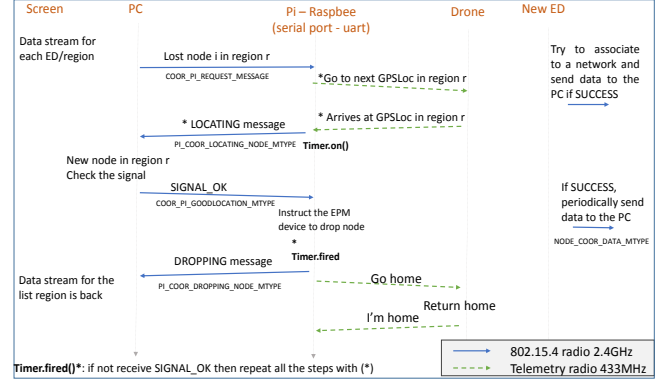 Screen
PC
Pi – Raspbee
(serial port - uart)
Drone
New ED
Data stream for
each ED/region
Lost node i in region r
COOR_PI_REQUEST_MESSAGE
*Go to next GPSLoc in region r
Try to associate
to a network and
send data to the
PC if SUCCESS
* Arrives at GPSLoc in region r
* LOCATING message
PI_COOR_LOCATING_NODE_MTYPE
Timer.on()
New node in region r
Check the signal
SIGNAL_OK
COOR_PI_GOODLOCATION_MTYPE
If SUCCESS,
periodically send
data to the PC
NODE_COOR_DATA_MTYPE
Instruct the EPM
device to drop node
*
Timer.fired
DROPPING message
PI_COOR_DROPPING_NODE_MTYPE
Go home
Data stream for the
list region is back
Return home
I'm home
802.15.4 radio 2.4GHz
Telemetry radio 433MHz
Timer.fired()*: if not receive SIGNAL_OK then repeat all the steps with (*)